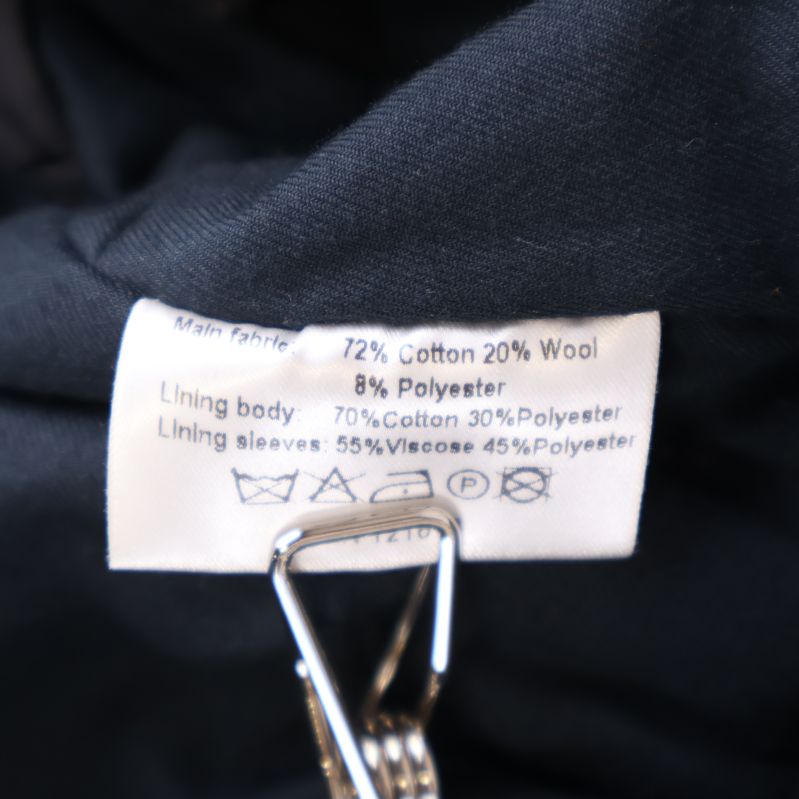 Main fabric: 72% Cotton 20% Wool
8% Polyester
Lining body: 70%Cotton 30%Polyester
Lining sleeves: 55%Viscose 45%Polyester
P